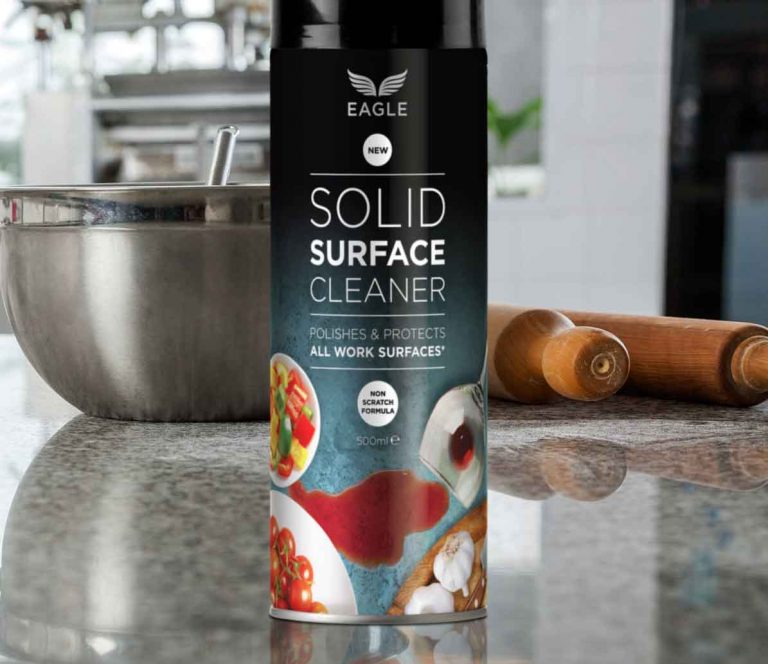 EAGLE
NEW
SOLID
SURFACE
CLEANER
POLISHES & PROTECTS
ALL WORK SURFACES*
NON
SCRATCH
FORMULA
500ml ℮